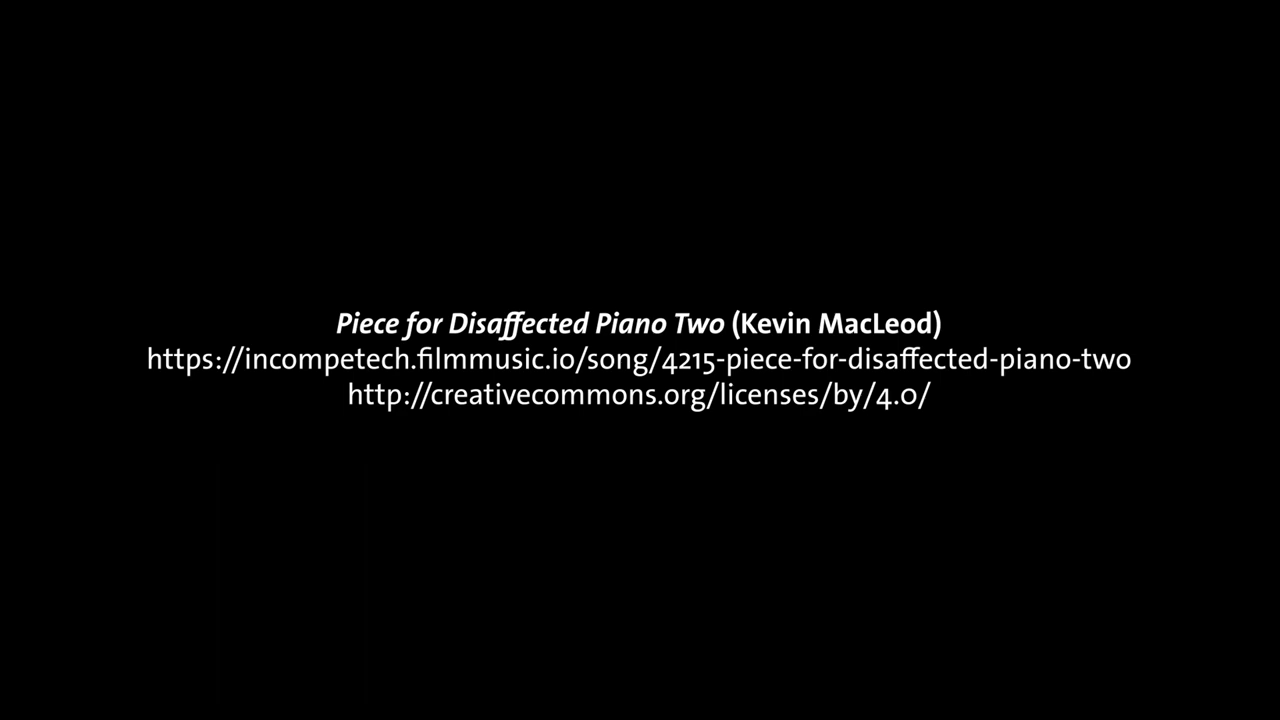 Piece for Disaffected Piano Two (Kevin MacLeod)
https://incompetech.filmmusic.io/song/4215-piece-for-disaffected-piano-two
http://creativecommons.org/licenses/by/4.0/